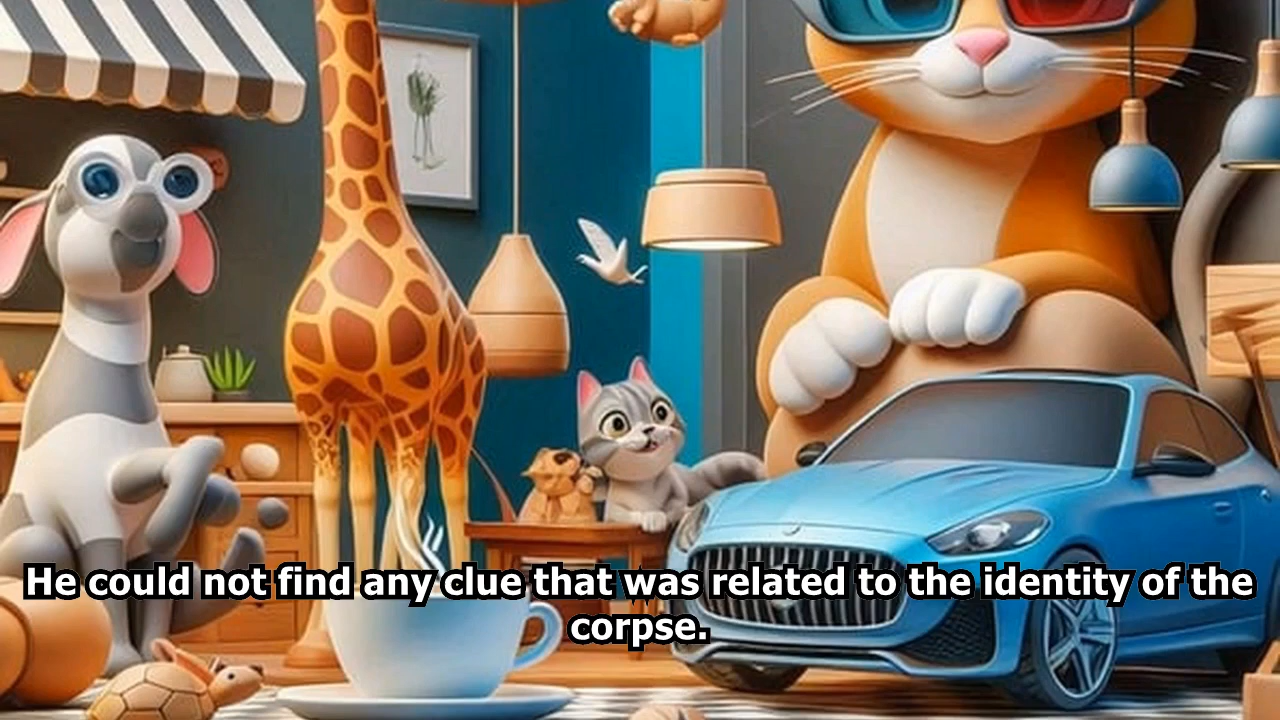 He could not find any clue that was related to the identity of the
corpse.